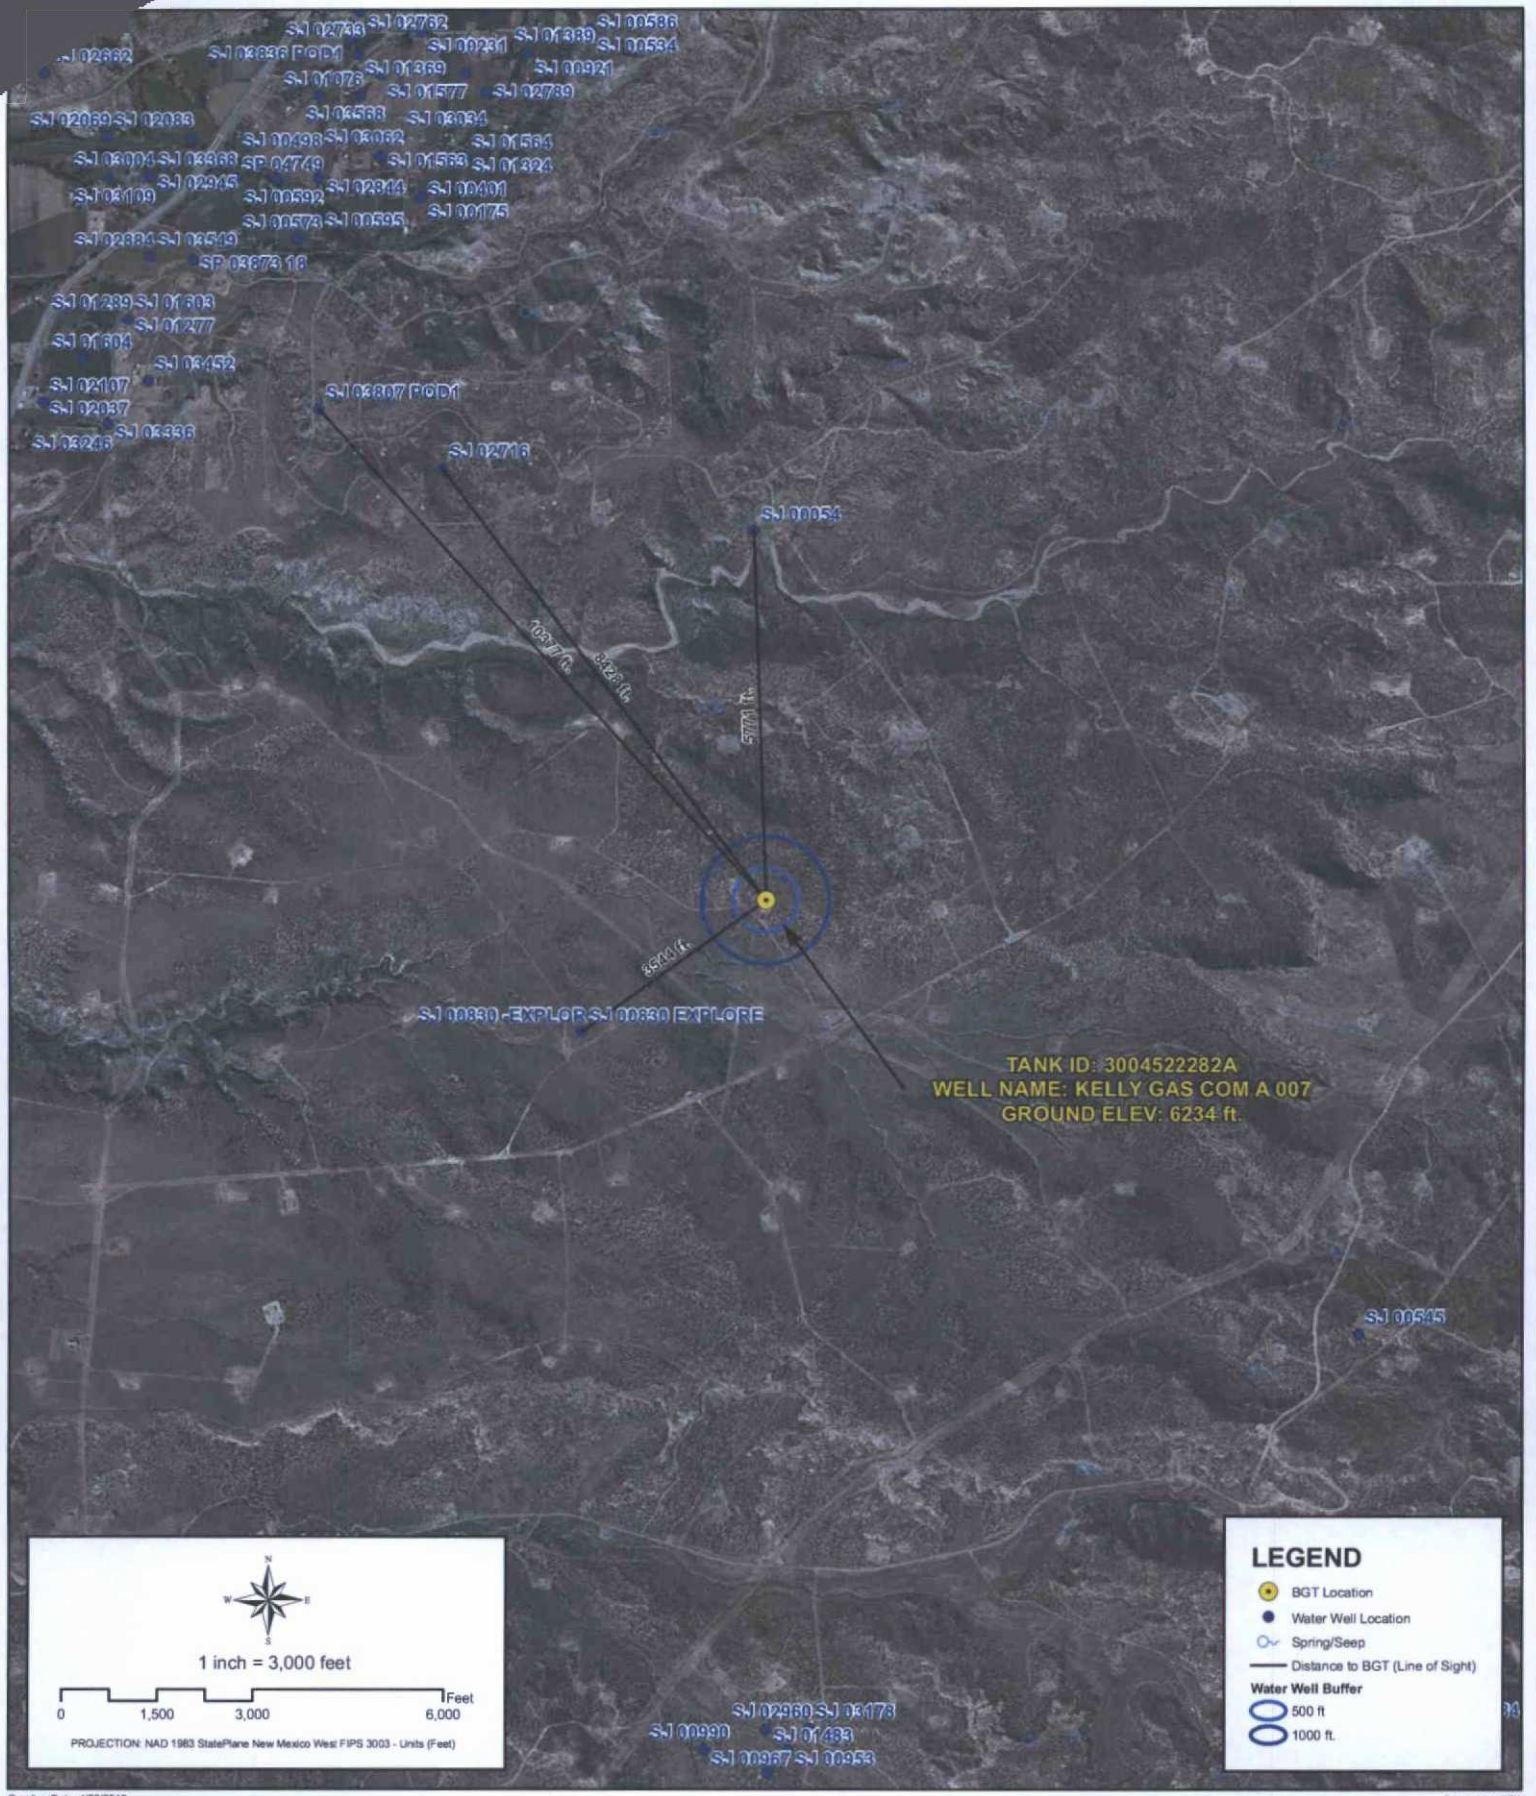 SJ 02762
SJ 00586
SJ 02733
SJ 01389
SJ 00231
SJ 00534
SJ 03836 POD1
SJ 02662
SJ 01369
SJ 00921
SJ 01076
SJ 01577
SJ 02789
SJ 03568
SJ 03034
SJ 02069 SJ 02083
SJ 00498 SJ 03062
SJ 01564
SJ 03004 SJ 03368
SP 04749
SJ 01563
SJ 01324
SJ 02945
SJ 02844
SJ 00401
SJ 03109
SJ 00592
SJ 00175
SJ 00573 SJ 00595
SJ 02884 SJ 03549
SP 03873 18
SJ 01289 SJ 01603
SJ 01277
SJ 01604
SJ 03452
SJ 02107
SJ 03807 POD1
SJ 02037
SJ 03336
SJ 03246
SJ 02716
SJ 00054
10377 ft.
8428 ft.
5771 ft.
3544 ft.
SJ 00830 -EXPLOR SJ 00830 EXPLORE
TANK ID: 3004522282A
WELL NAME: KELLY GAS COM A 007
GROUND ELEV: 6234 ft.
SJ 00545
N
W E
S
1 inch = 3,000 feet
Feet
0 1,500 3,000 6,000
PROJECTION: NAD 1983 StatePlane New Mexico West FIPS 3003 - Units (Feet)
SJ 02960 SJ 03178
SJ 00990
SJ 01483
SJ 00967 SJ 00953
LEGEND
BGT Location
Water Well Location
Spring/Seep
Distance to BGT (Line of Sight)
Water Well Buffer
500 ft
1000 ft.